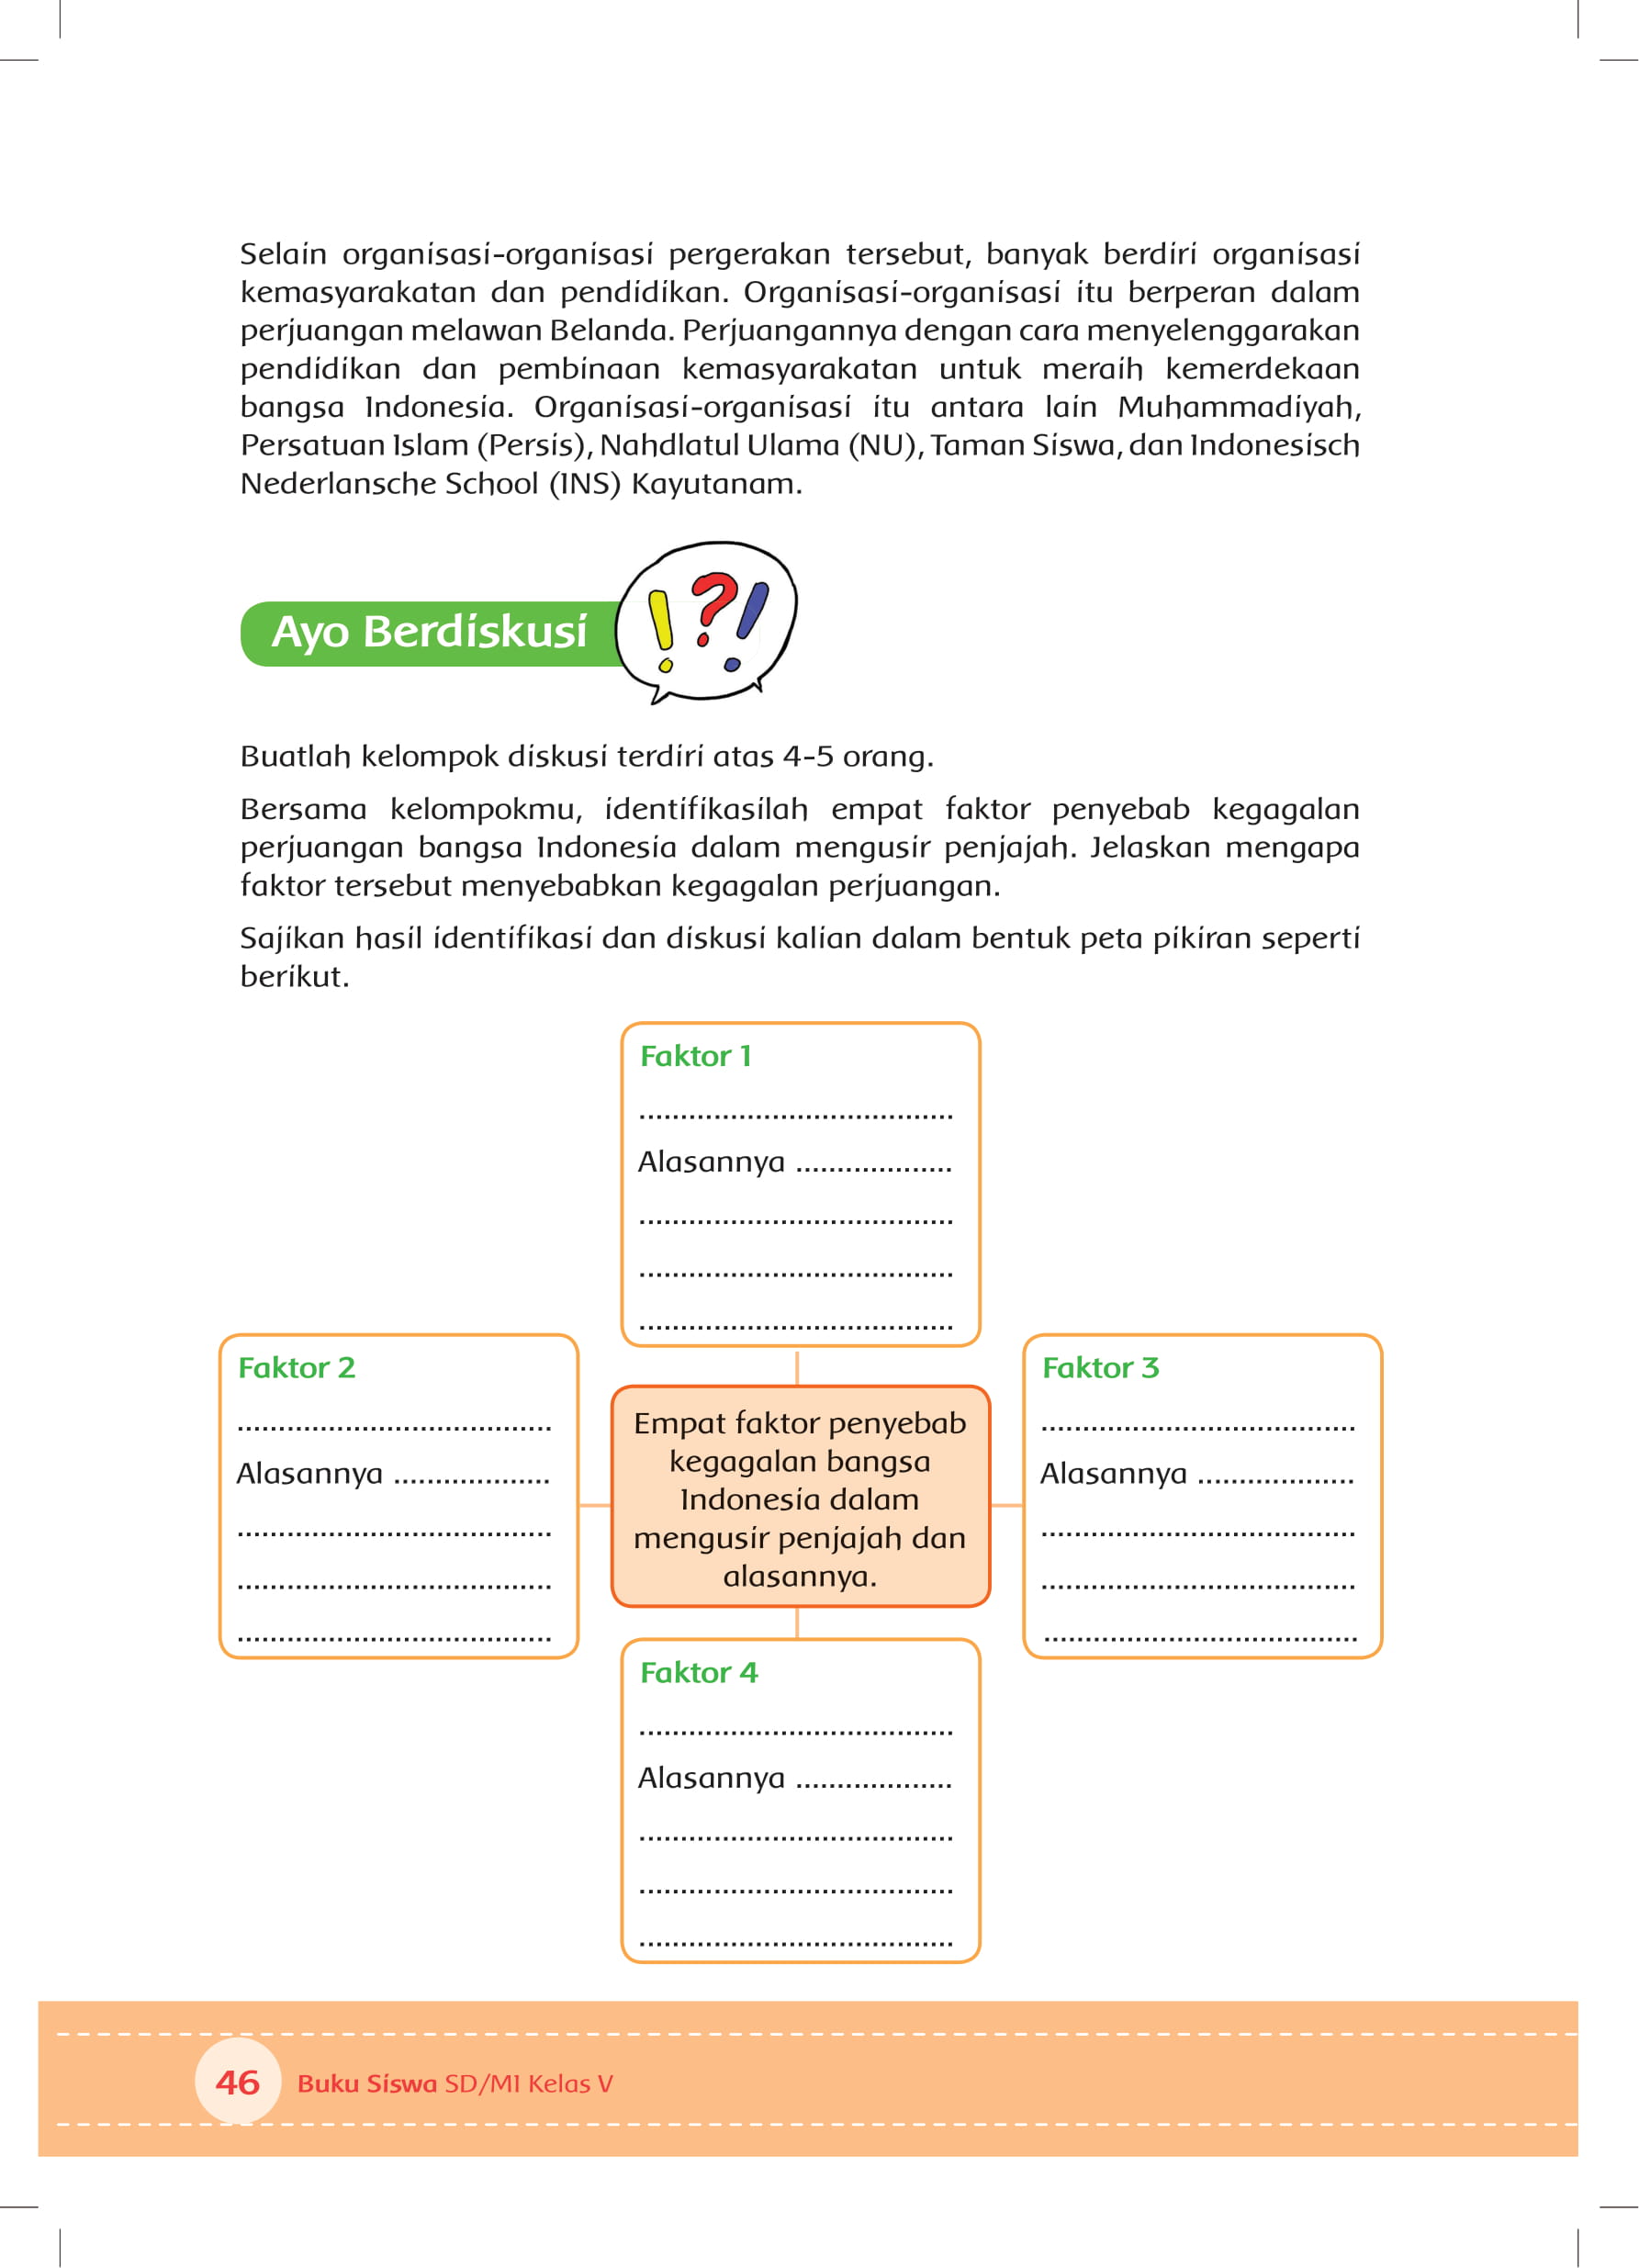 Selain organisasi-organisasi pergerakan tersebut, banyak berdiri organisasi
kemasyarakatan dan pendidikan. Organisasi-organisasi itu berperan dalam
perjuangan melawan Belanda. Perjuangannya dengan cara menyelenggarakan
pendidikan dan pembinaan kemasyarakatan untuk meraih kemerdekaan
bangsa Indonesia. Organisasi-organisasi itu antara lain Muhammadiyah,
Persatuan Islam (Persis), Nahdlatul Ulama (NU), Taman Siswa, dan Indonesisch
Nederlansche School (INS) Kayutanam.
Ayo Berdiskusi
Buatlah kelompok diskusi terdiri atas 4-5 orang.
Bersama kelompokmu, identifikasilah empat faktor penyebab kegagalan
perjuangan bangsa Indonesia dalam mengusir penjajah. Jelaskan mengapa
faktor tersebut menyebabkan kegagalan perjuangan.
Sajikan hasil identifikasi dan diskusi kalian dalam bentuk peta pikiran seperti
berikut.
Faktor 1
......................................
Alasannya ...................
......................................
......................................
......................................
Faktor 2
......................................
Alasannya ...................
......................................
......................................
......................................
Empat faktor penyebab
kegagalan bangsa
Indonesia dalam
mengusir penjajah dan
alasannya.
Faktor 3
......................................
Alasannya ...................
......................................
......................................
......................................
Faktor 4
......................................
Alasannya ...................
......................................
......................................
......................................
46 Buku Siswa SD/MI Kelas V